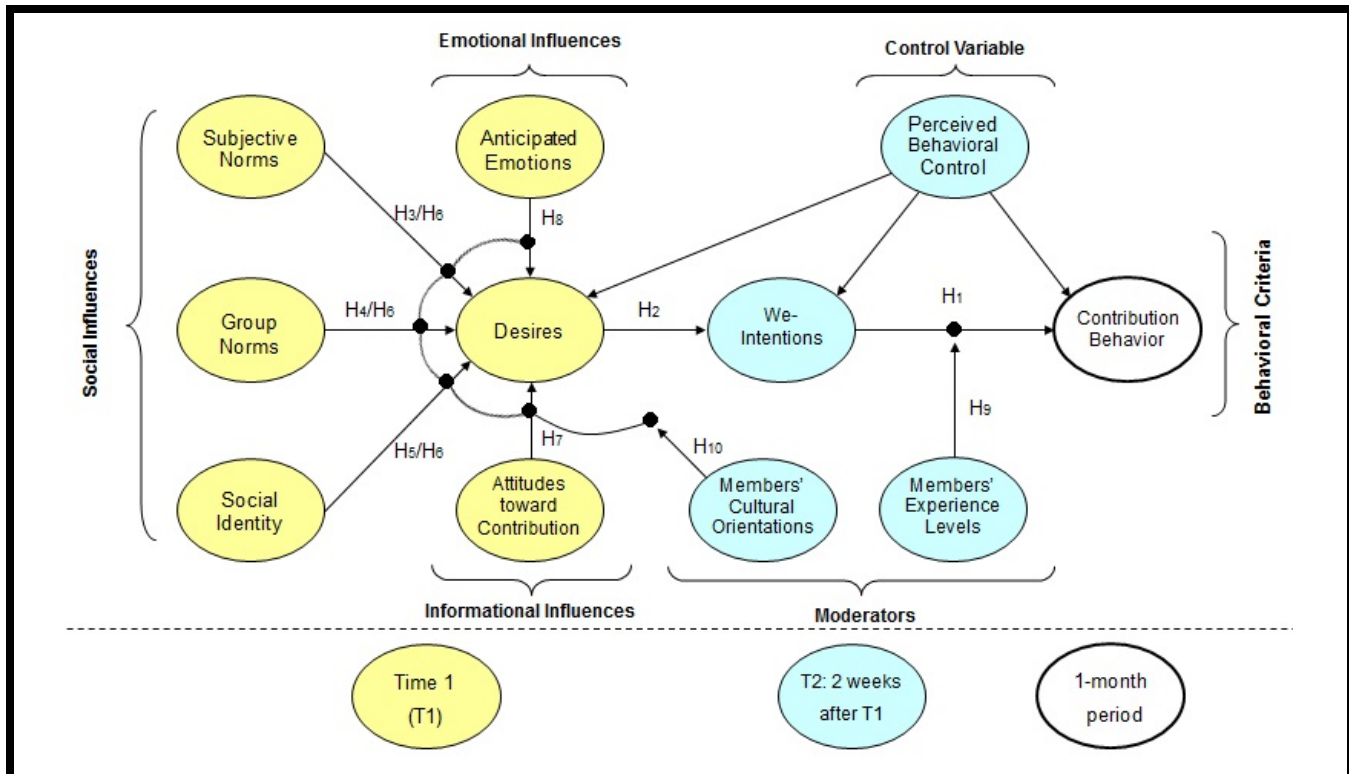 Emotional Influences
Control Variable
Subjective
Norms
Anticipated
Emotions
Perceived
Behavioral
Control
H3/H6
H8
Social Influences
Group
Norms
H4/H6
Desires
H2
We-
Intentions
H1
Contribution
Behavior
Behavioral Criteria
H5/H6
H7
H10
H9
Social
Identity
Attitudes
toward
Contribution
Members'
Cultural
Orientations
Members'
Experience
Levels
Informational Influences
Moderators
Time 1
(T1)
T2: 2 weeks
after T1
1-month
period